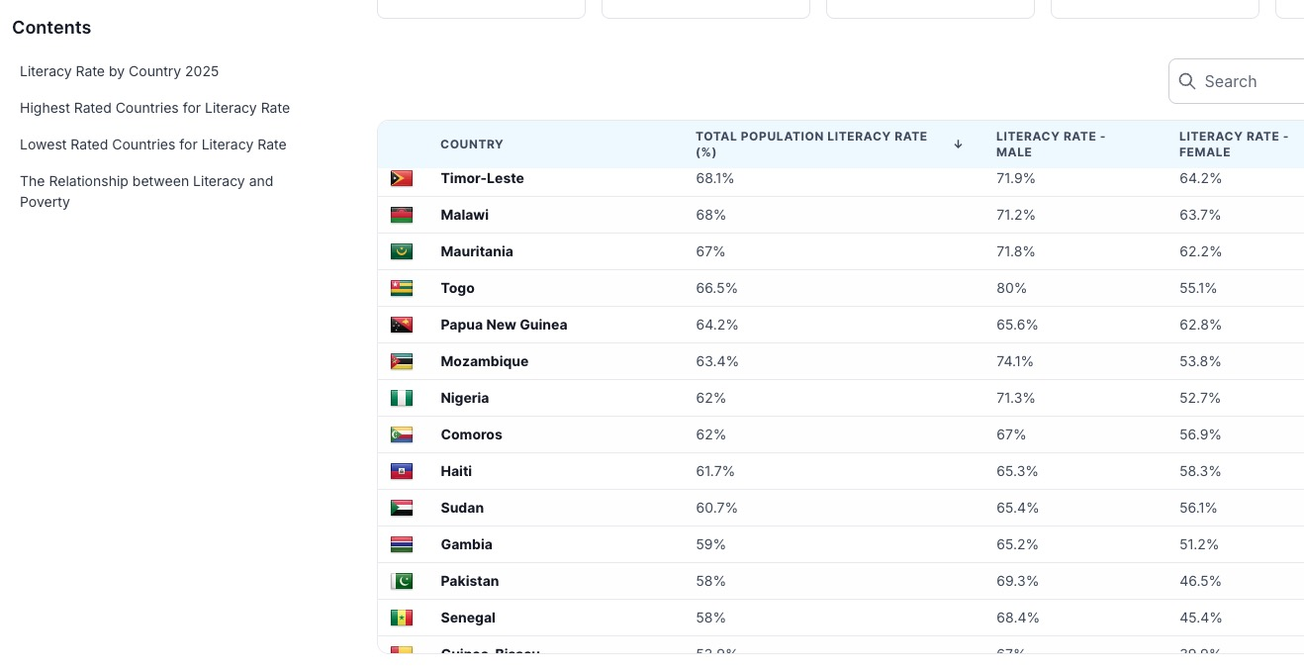 Contents
Literacy Rate by Country 2025
Highest Rated Countries for Literacy Rate
Lowest Rated Countries for Literacy Rate
The Relationship between Literacy and
Poverty
Search
COUNTRY TOTAL POPULATION LITERACY RATE (%) ↓ LITERACY RATE - MALE LITERACY RATE - FEMALE
Timor-Leste 68.1% 71.9% 64.2%
Malawi 68% 71.2% 63.7%
Mauritania 67% 71.8% 62.2%
Togo 66.5% 80% 55.1%
Papua New Guinea 64.2% 65.6% 62.8%
Mozambique 63.4% 74.1% 53.8%
Nigeria 62% 71.3% 52.7%
Comoros 62% 67% 56.9%
Haiti 61.7% 65.3% 58.3%
Sudan 60.7% 65.4% 56.1%
Gambia 59% 65.2% 51.2%
Pakistan 58% 69.3% 46.5%
Senegal 58% 68.4% 45.4%